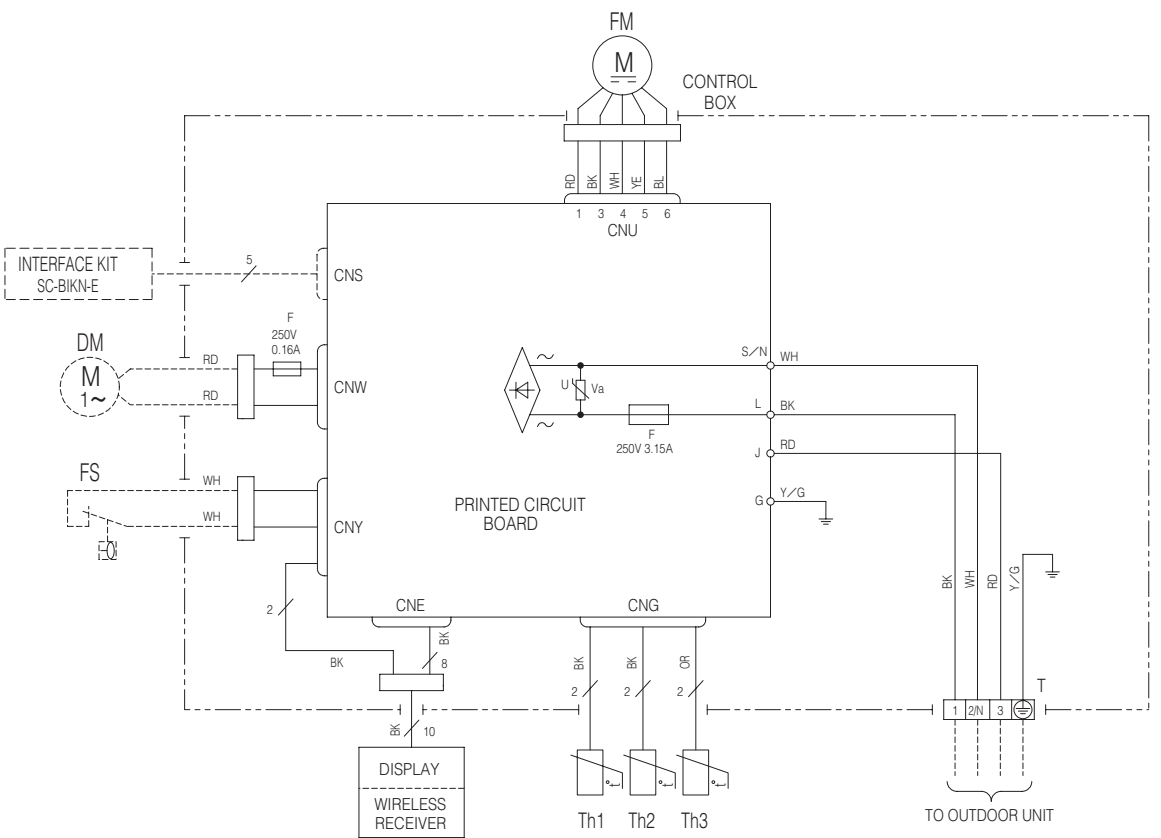 FM
M
CONTROL
BOX
RD
BK
WH
YE
BL
1 3 4 5 6
CNU
INTERFACE KIT
SC-BIKN-E
5
CNS
F
250V
0.16A
DM
M
1~
RD
RD
CNW
S/N
WH
U
Va
L
BK
F
250V 3.15A
J
RD
G
Y/G
FS
WH
WH
CNY
PRINTED CIRCUIT
BOARD
2
BK
CNE
BK
8
BK
10
DISPLAY
WIRELESS
RECEIVER
CNG
BK
BK
OR
2
2
2
°t
°t
°t
Th1
Th2
Th3
BK
WH
RD
Y/G
T
1
2/N
3
TO OUTDOOR UNIT